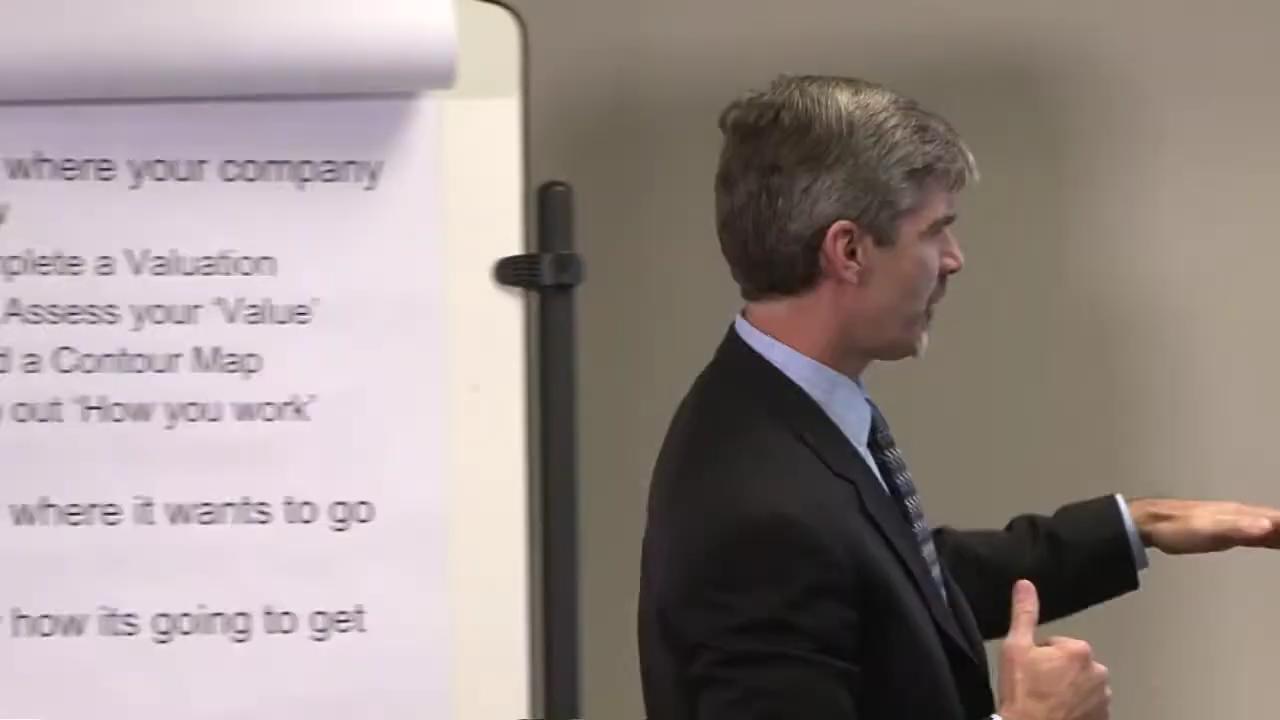 where your company
y
plete a Valuation
Assess your 'Value'
d a Contour Map
out 'How you work'
where it wants to go
how its going to get